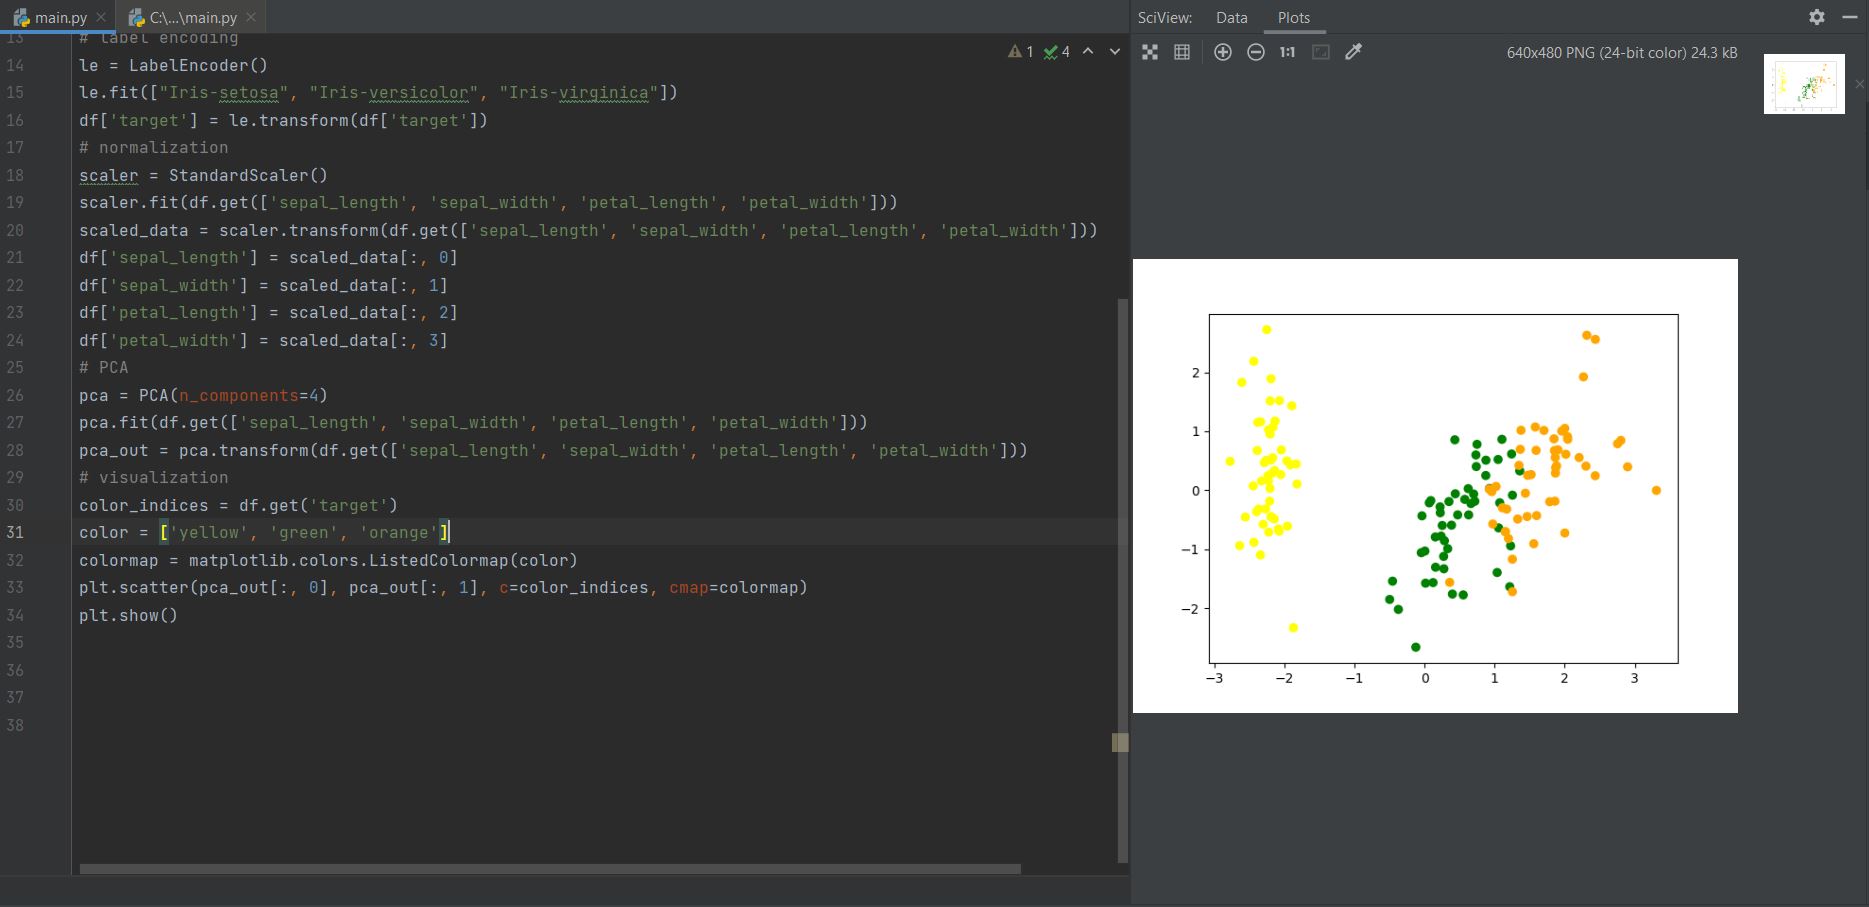 main.py
C:\...\main.py
SciView:
Data
Plots
1
4
1:1
640x480 PNG (24-bit color) 24.3 kB
13 # label encoding
14 le = LabelEncoder()
15 le.fit(["Iris-setosa", "Iris-versicolor", "Iris-virginica"])
16 df['target'] = le.transform(df['target'])
17 # normalization
18 scaler = StandardScaler()
19 scaler.fit(df.get(['sepal_length', 'sepal_width', 'petal_length', 'petal_width']))
20 scaled_data = scaler.transform(df.get(['sepal_length', 'sepal_width', 'petal_length', 'petal_width']))
21 df['sepal_length'] = scaled_data[:, 0]
22 df['sepal_width'] = scaled_data[:, 1]
23 df['petal_length'] = scaled_data[:, 2]
24 df['petal_width'] = scaled_data[:, 3]
25 # PCA
26 pca = PCA(n_components=4)
27 pca.fit(df.get(['sepal_length', 'sepal_width', 'petal_length', 'petal_width']))
28 pca_out = pca.transform(df.get(['sepal_length', 'sepal_width', 'petal_length', 'petal_width']))
29 # visualization
30 color_indices = df.get('target')
31 color = ['yellow', 'green', 'orange']
32 colormap = matplotlib.colors.ListedColormap(color)
33 plt.scatter(pca_out[:, 0], pca_out[:, 1], c=color_indices, cmap=colormap)
34 plt.show()
35
36
37
38
2
1
0
−1
−2
−3 −2 −1 0 1 2 3